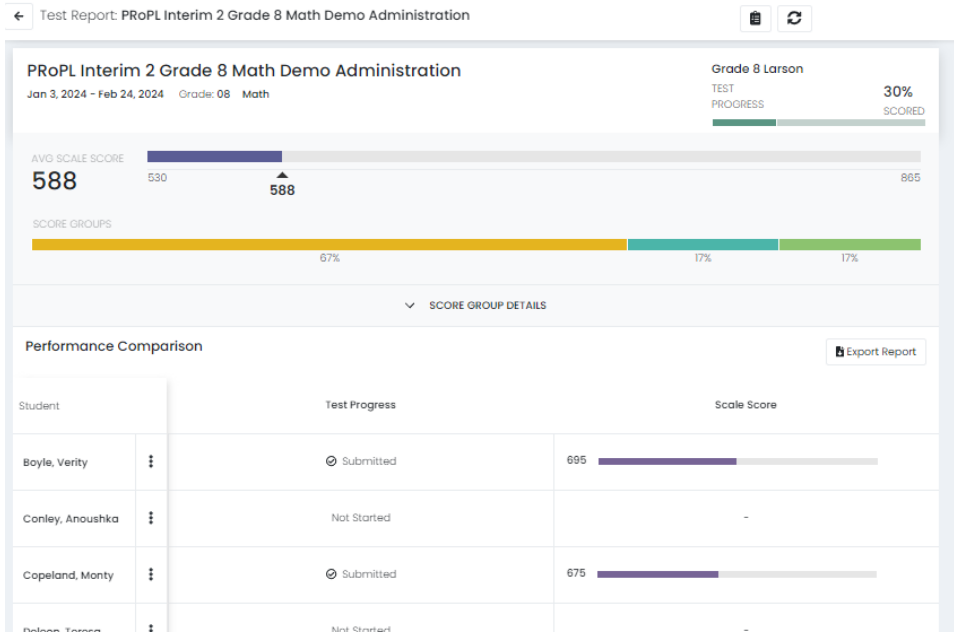 Test Report: PRoPL Interim 2 Grade 8 Math Demo Administration
PRoPL Interim 2 Grade 8 Math Demo Administration
Jan 3, 2024 - Feb 24, 2024 Grade: 08 Math
Grade 8 Larson
TEST PROGRESS
30%
SCORED
AVG SCALE SCORE
588
530
588
865
SCORE GROUPS
67% 17% 17%
SCORE GROUP DETAILS
Performance Comparison
Export Report
Student Test Progress Scale Score
Boyle, Verity Submitted 695
Conley, Anoushka Not Started -
Copeland, Monty Submitted 675
Deleon, Teresa Not Started -